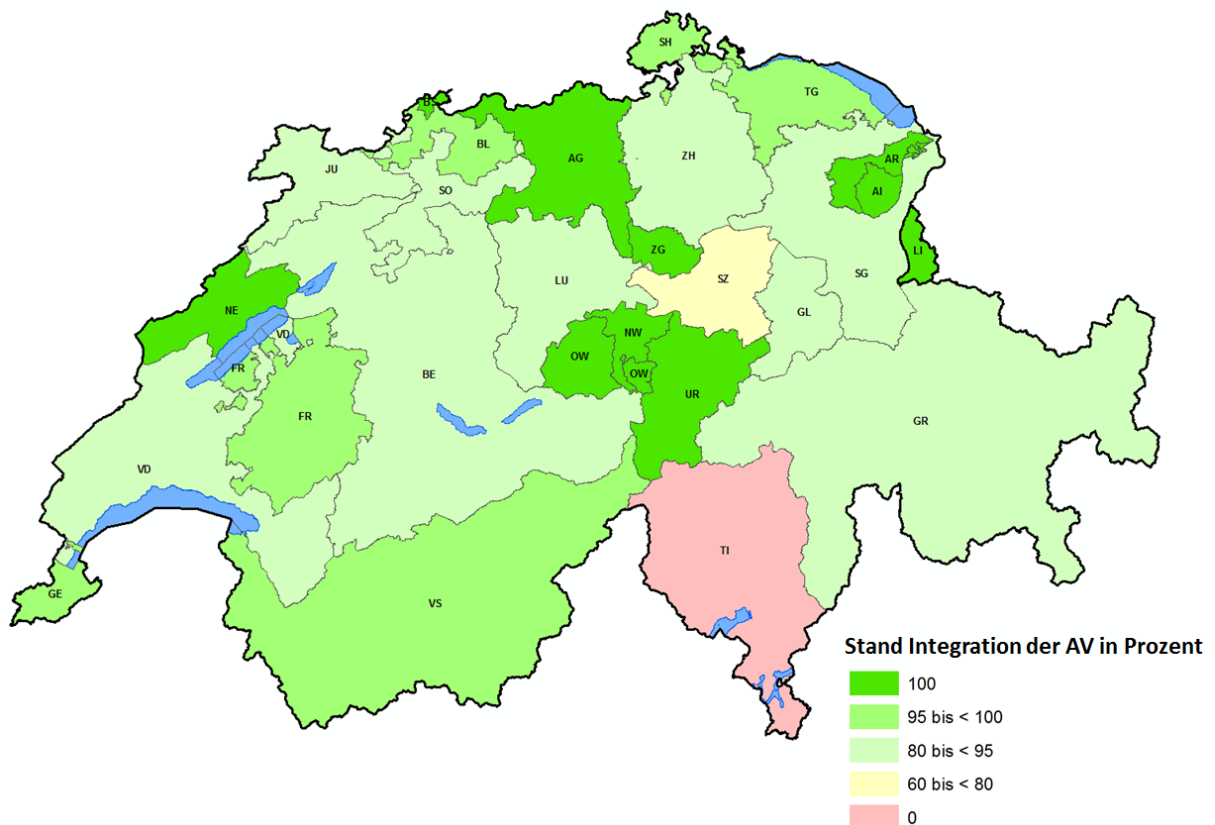 SH
BS
TG
BL
AG
ZH
AR
JU
SO
AI
ZG
LI
SZ
SG
LU
NE
GL
VD
NW
OW
FR
BE
OW
UR
FR
GR
VD
TI
GE
VS
Stand Integration der AV in Prozent
100
95 bis < 100
80 bis < 95
60 bis < 80
0